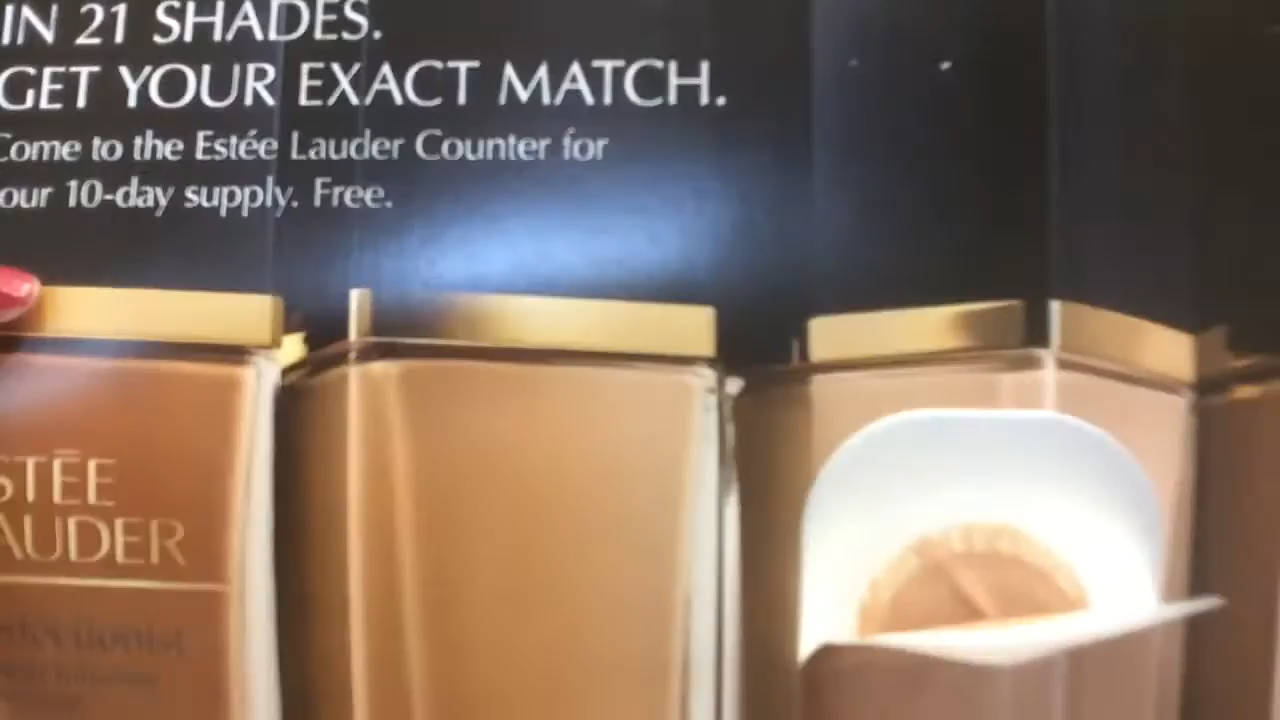 IN 21 SHADES.
GET YOUR EXACT MATCH.
Come to the Estée Lauder Counter for
our 10-day supply. Free.
STĒE
AUDER